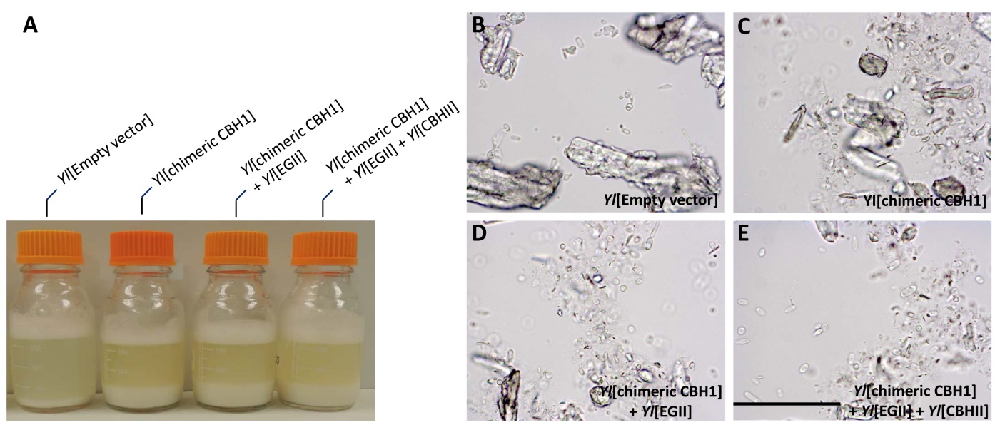 A
Yl[Empty vector]
Yl[chimeric CBH1]
Yl[chimeric CBH1]
+ Yl[EGII]
Yl[chimeric CBH1]
+ Yl[EGII] + Yl[CBHII]
B
Yl[Empty vector]
C
Yl[chimeric CBH1]
D
Yl[chimeric CBH1]
+ Yl[EGII]
E
Yl[chimeric CBH1]
+ Yl[EGII] + Yl[CBHII]